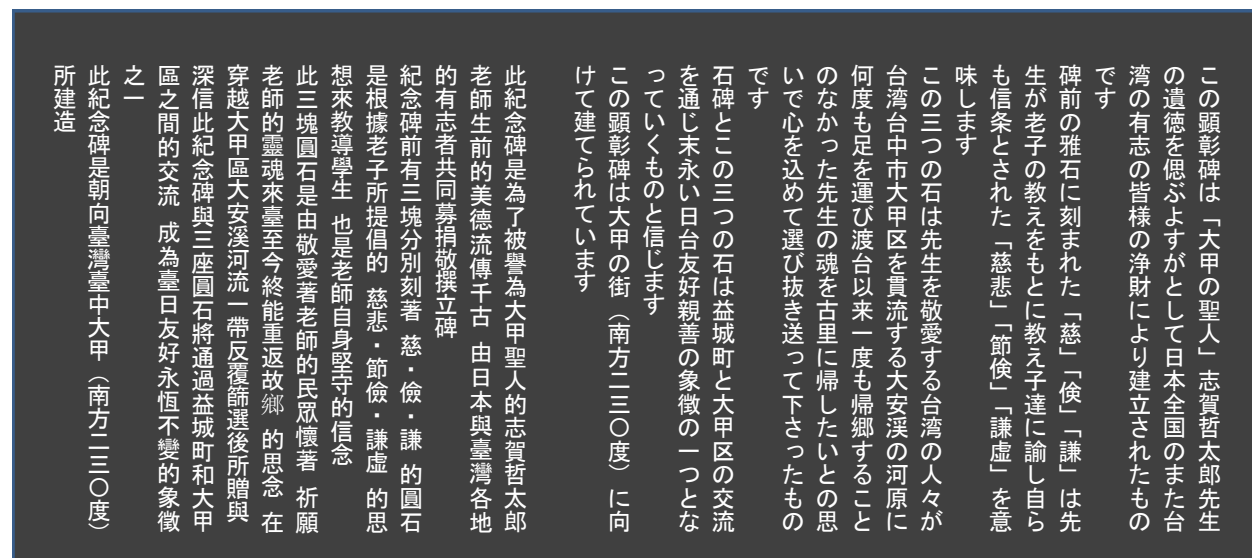 この顕彰碑は「大甲の聖人」志賀哲太郎先生
の遺徳を偲ぶよすがとして日本全国のまた台
湾の有志の皆様の浄財により建立されたもの
です
碑前の雅石に刻まれた「慈」「倹」「謙」は先
生が老子の教えをもとに教え子達に諭し自ら
も信条とされた「慈悲」「節倹」「謙虚」を意
味します
この三つの石は先生を敬愛する台湾の人々が
台湾台中市大甲区を貫流する大安渓の河原に
何度も足を運び渡台以来一度も帰郷すること
のなかった先生の魂を古里に帰したいとの思
いで心を込めて選び抜き送って下さったもの
です
石碑とこの三つの石は益城町と大甲区の交流
を通じ末永い日台友好親善の象徴の一つとな
っていくものと信じます
この顕彰碑は大甲の街（南方二三〇度）に向
けて建てられています
此紀念碑是為了被譽為大甲聖人的志賀哲太郎
老師生前的美德流傳千古 由日本與臺灣各地
的有志者共同募捐敬撰立碑
紀念碑前有三塊分別刻著 慈・儉・謙 的圓石
是根據老子所提倡的 慈悲・節儉・謙虛 的思
想來教導學生 也是老師自身堅守的信念
此三塊圓石是由敬愛著老師的民眾懷著 祈願
老師的靈魂來臺至今終能重返故鄉 的思念 在
穿越大甲區大安溪河流一帶反覆篩選後所贈與
深信此紀念碑與三座圓石將通過益城町和大甲
區之間的交流 成為臺日友好永恆不變的象徵
之一
此紀念碑是朝向臺灣臺中大甲（南方二三〇度）
所建造